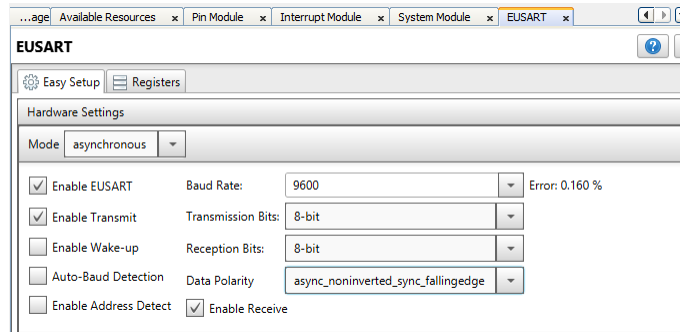 ...age Available Resources x Pin Module x Interrupt Module x System Module x EUSART x
EUSART
?
Easy Setup Registers
Hardware Settings
Mode asynchronous
Enable EUSART Baud Rate: 9600 Error: 0.160 %
Enable Transmit Transmission Bits: 8-bit
Enable Wake-up Reception Bits: 8-bit
Auto-Baud Detection Data Polarity async_noninverted_sync_fallingedge
Enable Address Detect Enable Receive